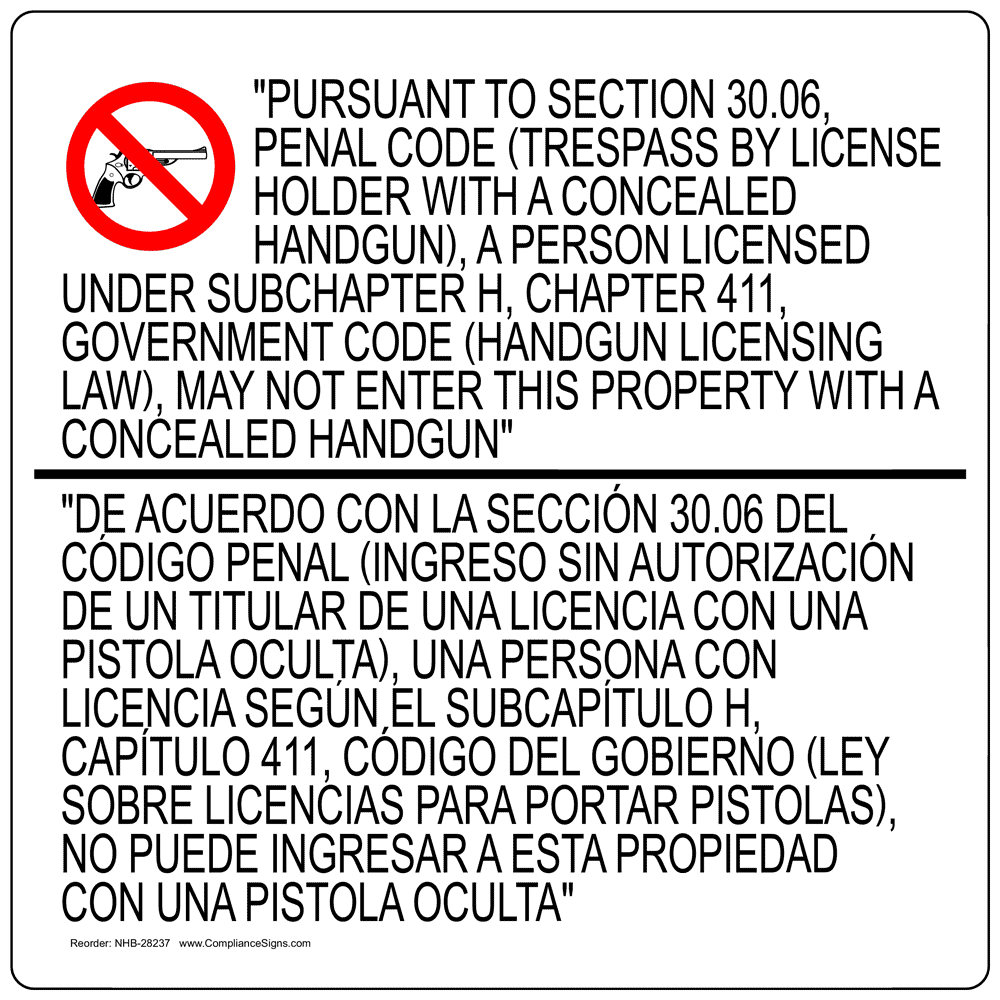 "PURSUANT TO SECTION 30.06,
PENAL CODE (TRESPASS BY LICENSE
HOLDER WITH A CONCEALED
HANDGUN), A PERSON LICENSED
UNDER SUBCHAPTER H, CHAPTER 411,
GOVERNMENT CODE (HANDGUN LICENSING
LAW), MAY NOT ENTER THIS PROPERTY WITH A
CONCEALED HANDGUN"
"DE ACUERDO CON LA SECCIÓN 30.06 DEL
CÓDIGO PENAL (INGRESO SIN AUTORIZACIÓN
DE UN TITULAR DE UNA LICENCIA CON UNA
PISTOLA OCULTA), UNA PERSONA CON
LICENCIA SEGÚN EL SUBCAPÍTULO H,
CAPÍTULO 411, CÓDIGO DEL GOBIERNO (LEY
SOBRE LICENCIAS PARA PORTAR PISTOLAS),
NO PUEDE INGRESAR A ESTA PROPIEDAD
CON UNA PISTOLA OCULTA"
Reorder: NHB-28237 www.ComplianceSigns.com